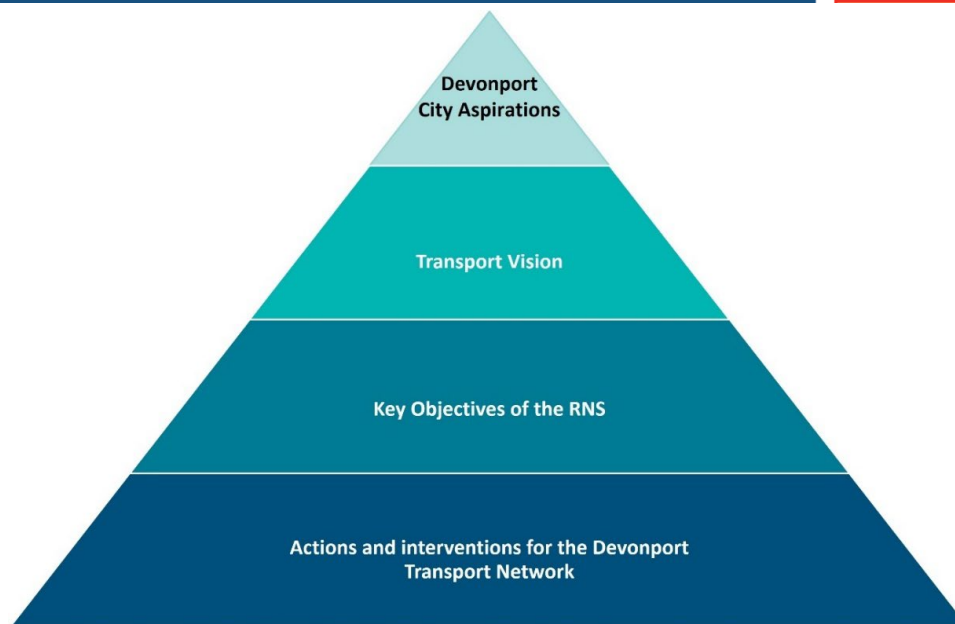 Devonport
City Aspirations
Transport Vision
Key Objectives of the RNS
Actions and interventions for the Devonport
Transport Network